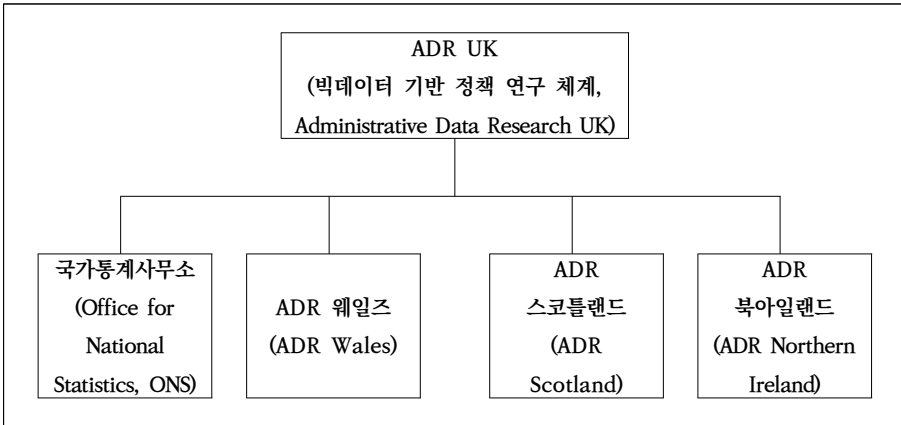 ADR UK
(빅데이터 기반 정책 연구 체계,
Administrative Data Research UK)
국가통계사무소
(Office for
National
Statistics, ONS)
ADR 웨일즈
(ADR Wales)
ADR
스코틀랜드
(ADR
Scotland)
ADR
북아일랜드
(ADR Northern
Ireland)